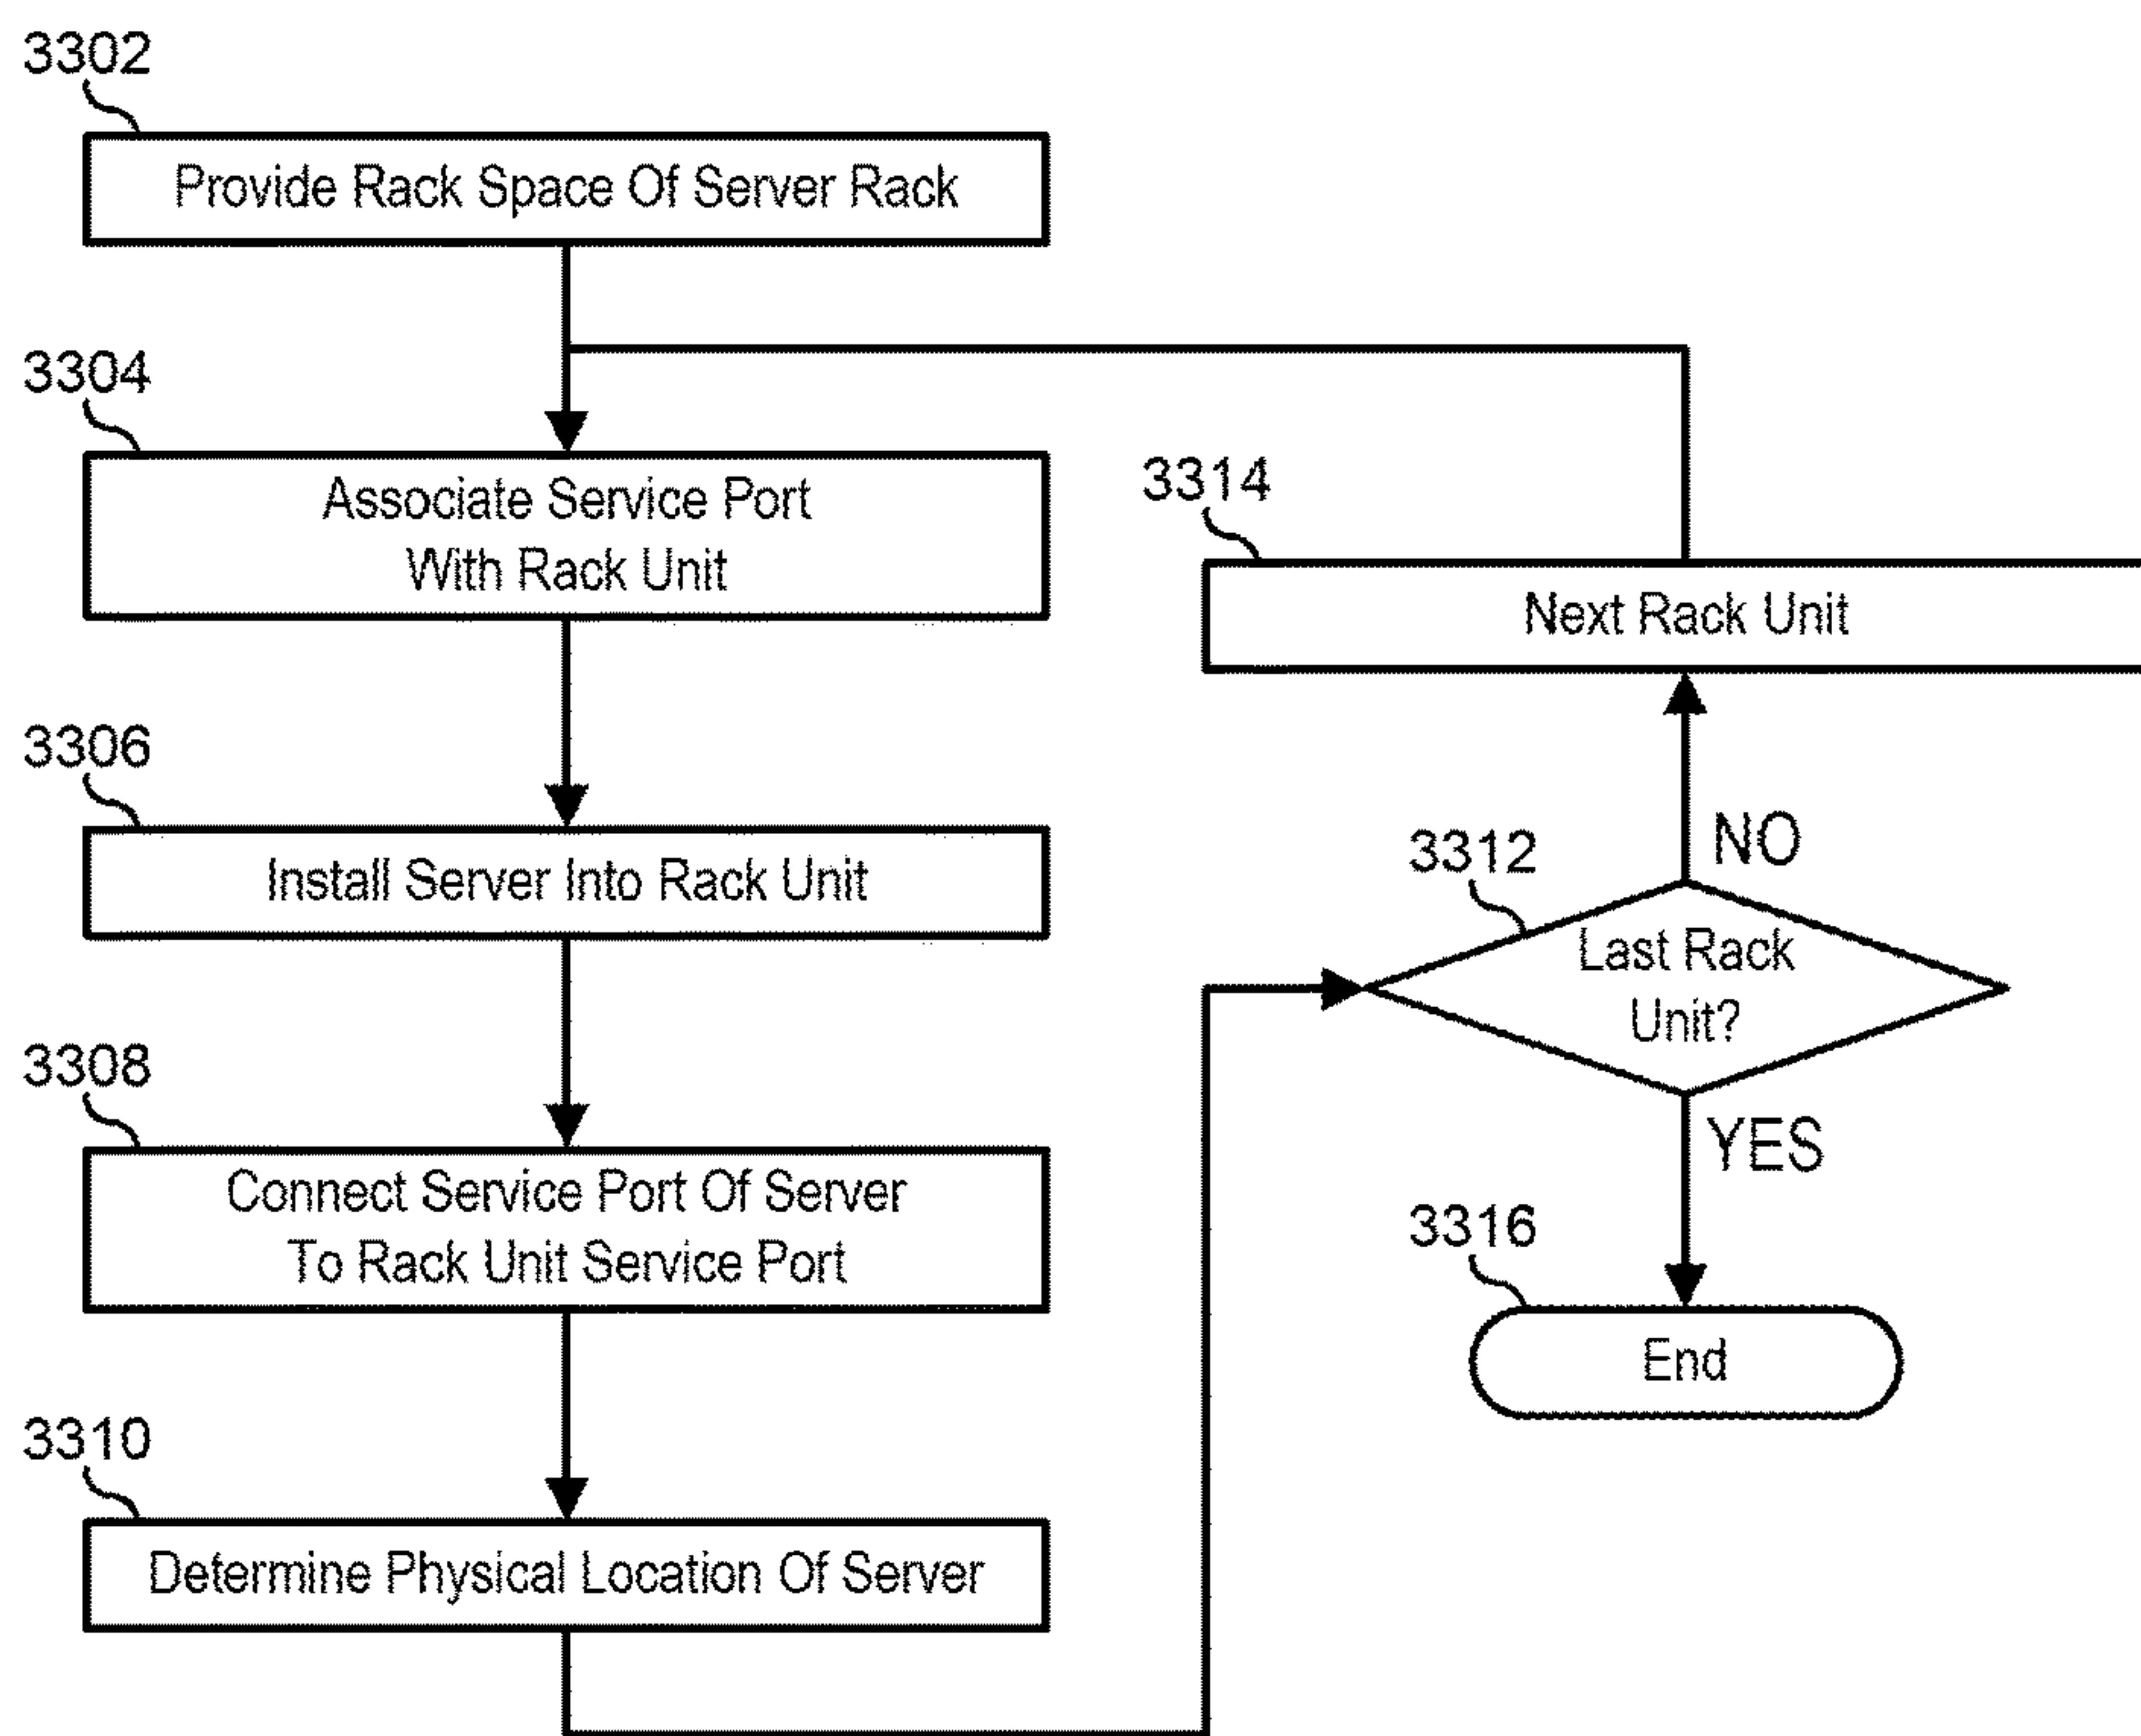 3302
Provide Rack Space Of Server Rack
3304
Associate Service Port
With Rack Unit
3306
Install Server Into Rack Unit
3308
Connect Service Port Of Server
To Rack Unit Service Port
3310
Determine Physical Location Of Server
3312
Last Rack
Unit?
NO
3314
Next Rack Unit
YES
3316
End